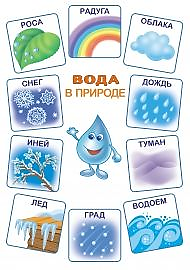 РОСА
РАДУГА
ОБЛАКА
СНЕГ
ВОДА
В ПРИРОДЕ
ДОЖДЬ
ИНЕЙ
ТУМАН
ЛЕД
ГРАД
ВОДОЕМ